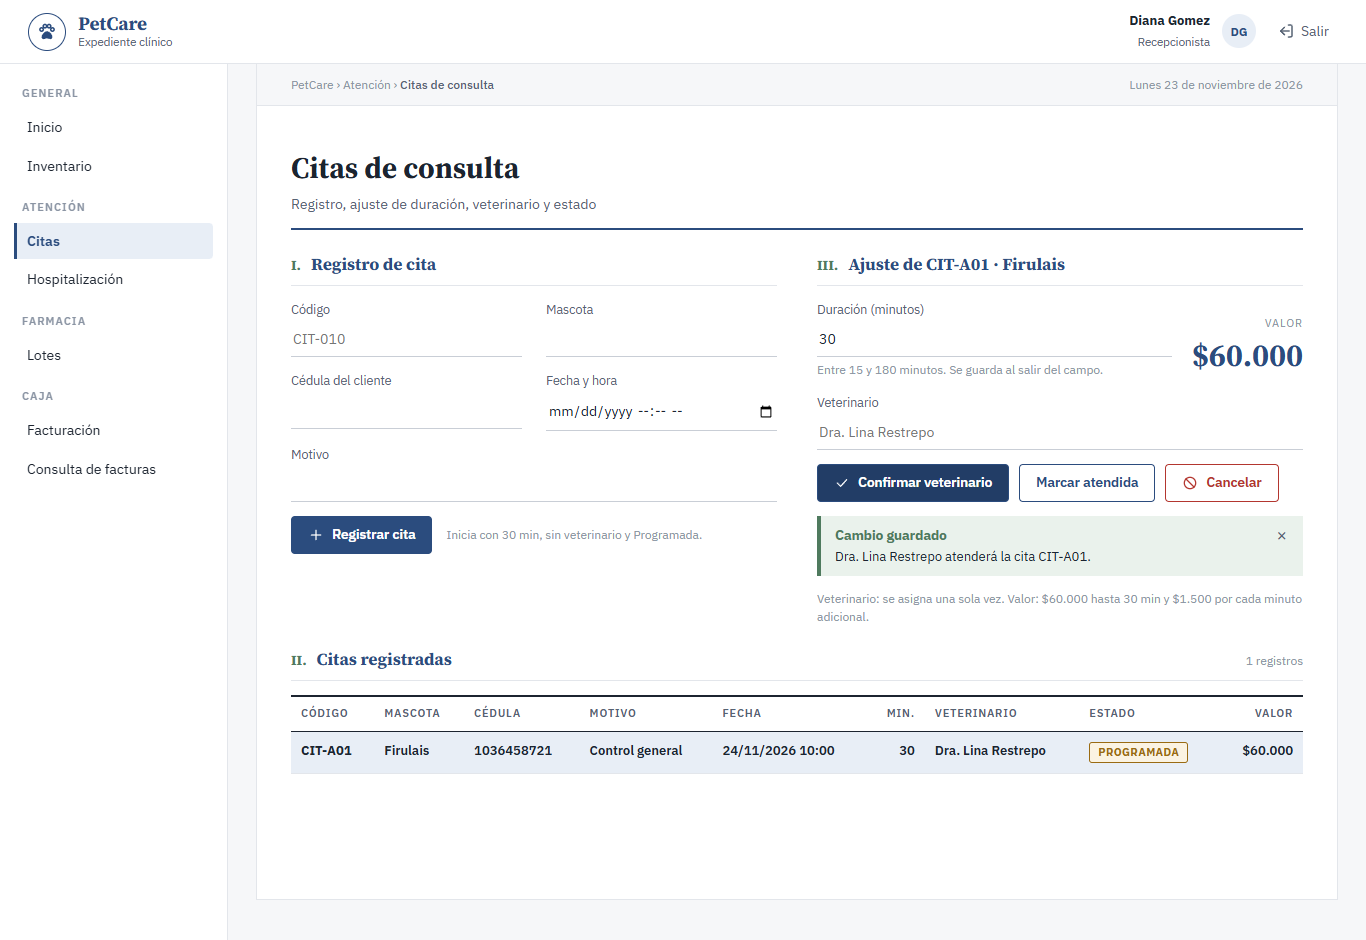 PetCare
Expediente clínico
Diana Gomez
Recepcionista
DG
Salir
GENERAL
Inicio
Inventario
ATENCIÓN
Citas
Hospitalización
FARMACIA
Lotes
CAJA
Facturación
Consulta de facturas
PetCare › Atención › Citas de consulta
Lunes 23 de noviembre de 2026
Citas de consulta
Registro, ajuste de duración, veterinario y estado
I. Registro de cita
Código
CIT-010
Mascota
Cédula del cliente
Fecha y hora
mm/dd/yyyy --:-- --
Motivo
Registrar cita
Inicia con 30 min, sin veterinario y Programada.
III. Ajuste de CIT-A01 · Firulais
Duración (minutos)
30
Entre 15 y 180 minutos. Se guarda al salir del campo.
VALOR
$60.000
Veterinario
Dra. Lina Restrepo
Confirmar veterinario
Marcar atendida
Cancelar
Cambio guardado
Dra. Lina Restrepo atenderá la cita CIT-A01.
Veterinario: se asigna una sola vez. Valor: $60.000 hasta 30 min y $1.500 por cada minuto
adicional.
II. Citas registradas
1 registros
CÓDIGO MASCOTA CÉDULA MOTIVO FECHA MIN. VETERINARIO ESTADO VALOR
CIT-A01 Firulais 1036458721 Control general 24/11/2026 10:00 30 Dra. Lina Restrepo PROGRAMADA $60.000